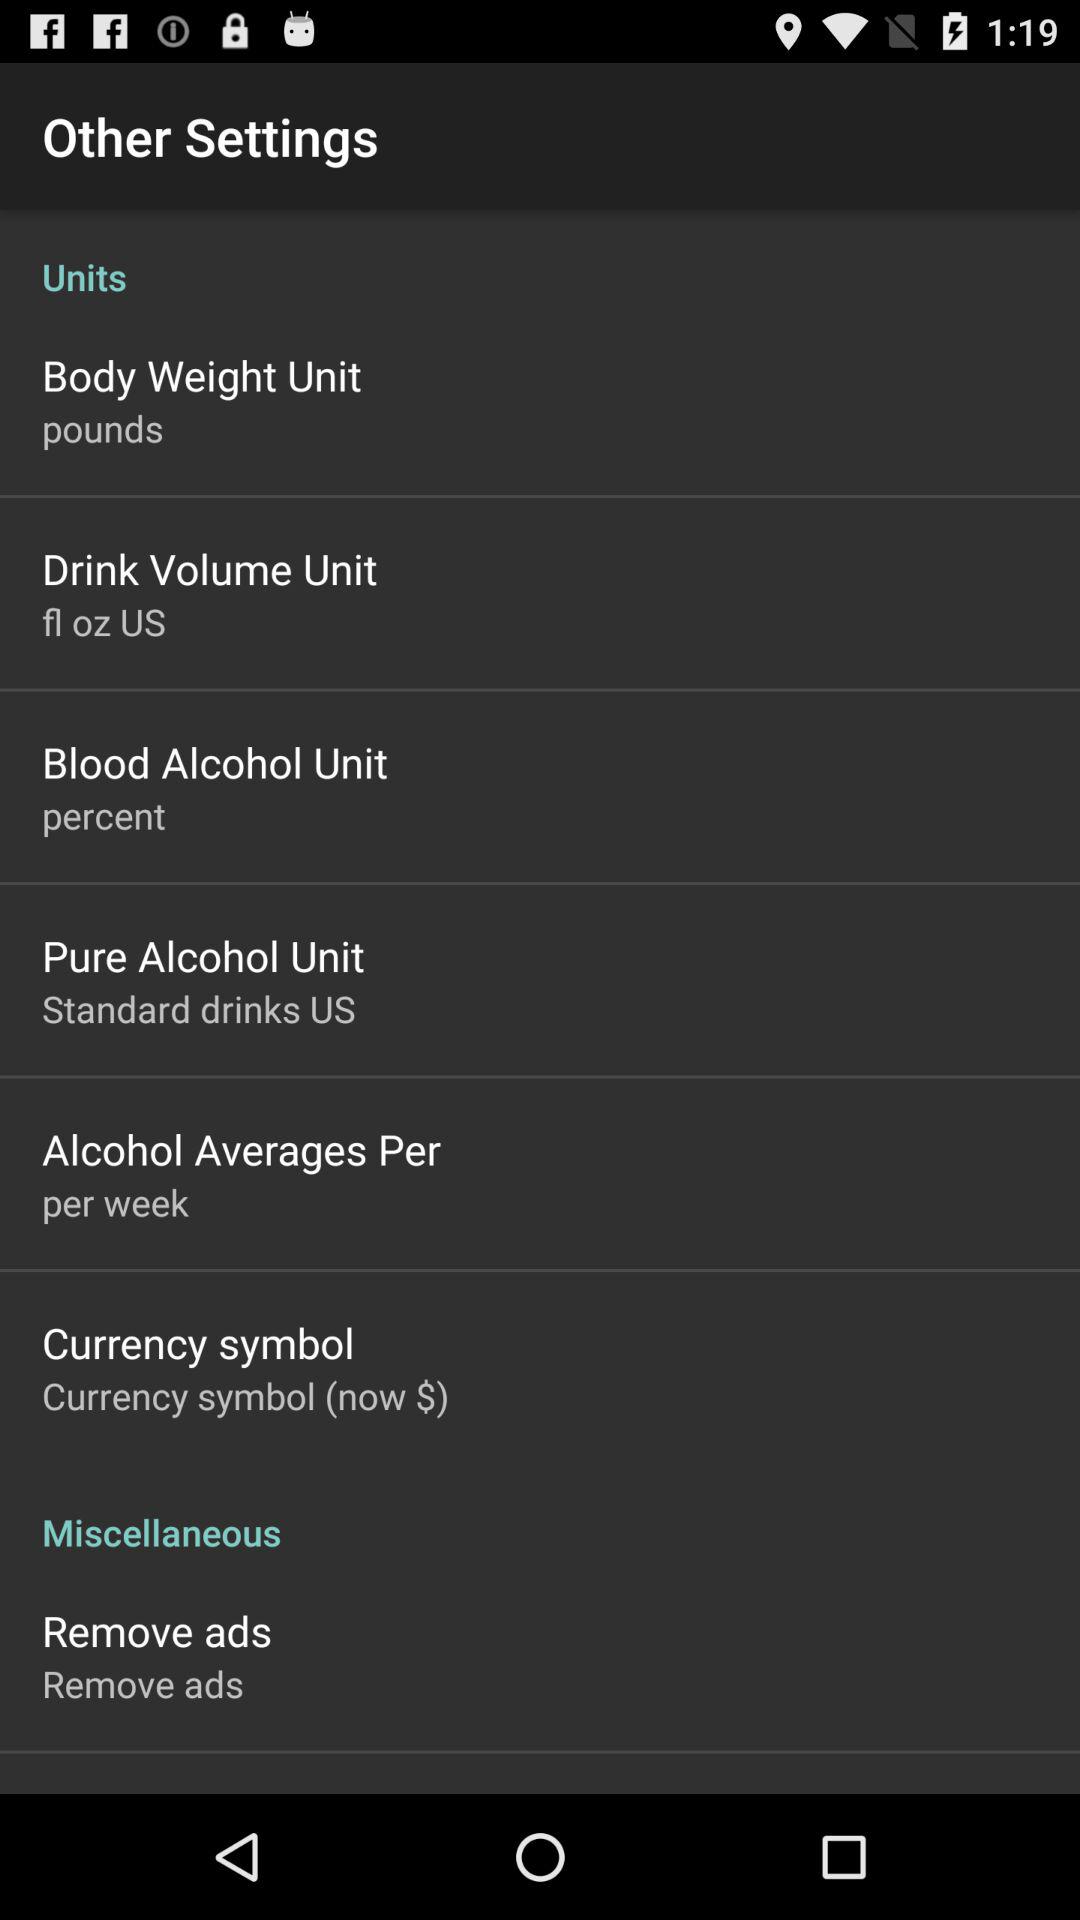 1:19
Other Settings
Units
Body Weight Unit
pounds
Drink Volume Unit
fl oz US
Blood Alcohol Unit
percent
Pure Alcohol Unit
Standard drinks US
Alcohol Averages Per
per week
Currency symbol
Currency symbol (now $)
Miscellaneous
Remove ads
Remove ads